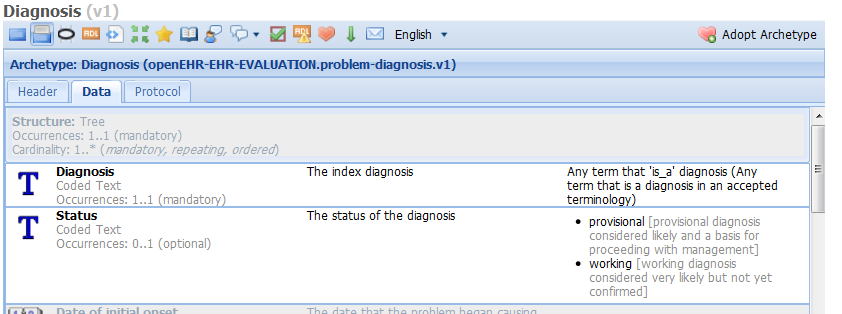 Diagnosis (v1)
ADL ADL English Adopt Archetype
Archetype: Diagnosis (openEHR-EHR-EVALUATION.problem-diagnosis.v1)
Header Data Protocol
Structure: Tree
Occurrences: 1..1 (mandatory)
Cardinality: 1..* (mandatory, repeating, ordered)
T Diagnosis The index diagnosis Any term that 'is_a' diagnosis (Any
Coded Text term that is a diagnosis in an accepted
Occurrences: 1..1 (mandatory) terminology)
T Status The status of the diagnosis
Coded Text • provisional [provisional diagnosis
Occurrences: 0..1 (optional) considered likely and a basis for
proceeding with management]
• working [working diagnosis
considered very likely but not yet
confirmed]
Date of initial onset The date that the problem began causing